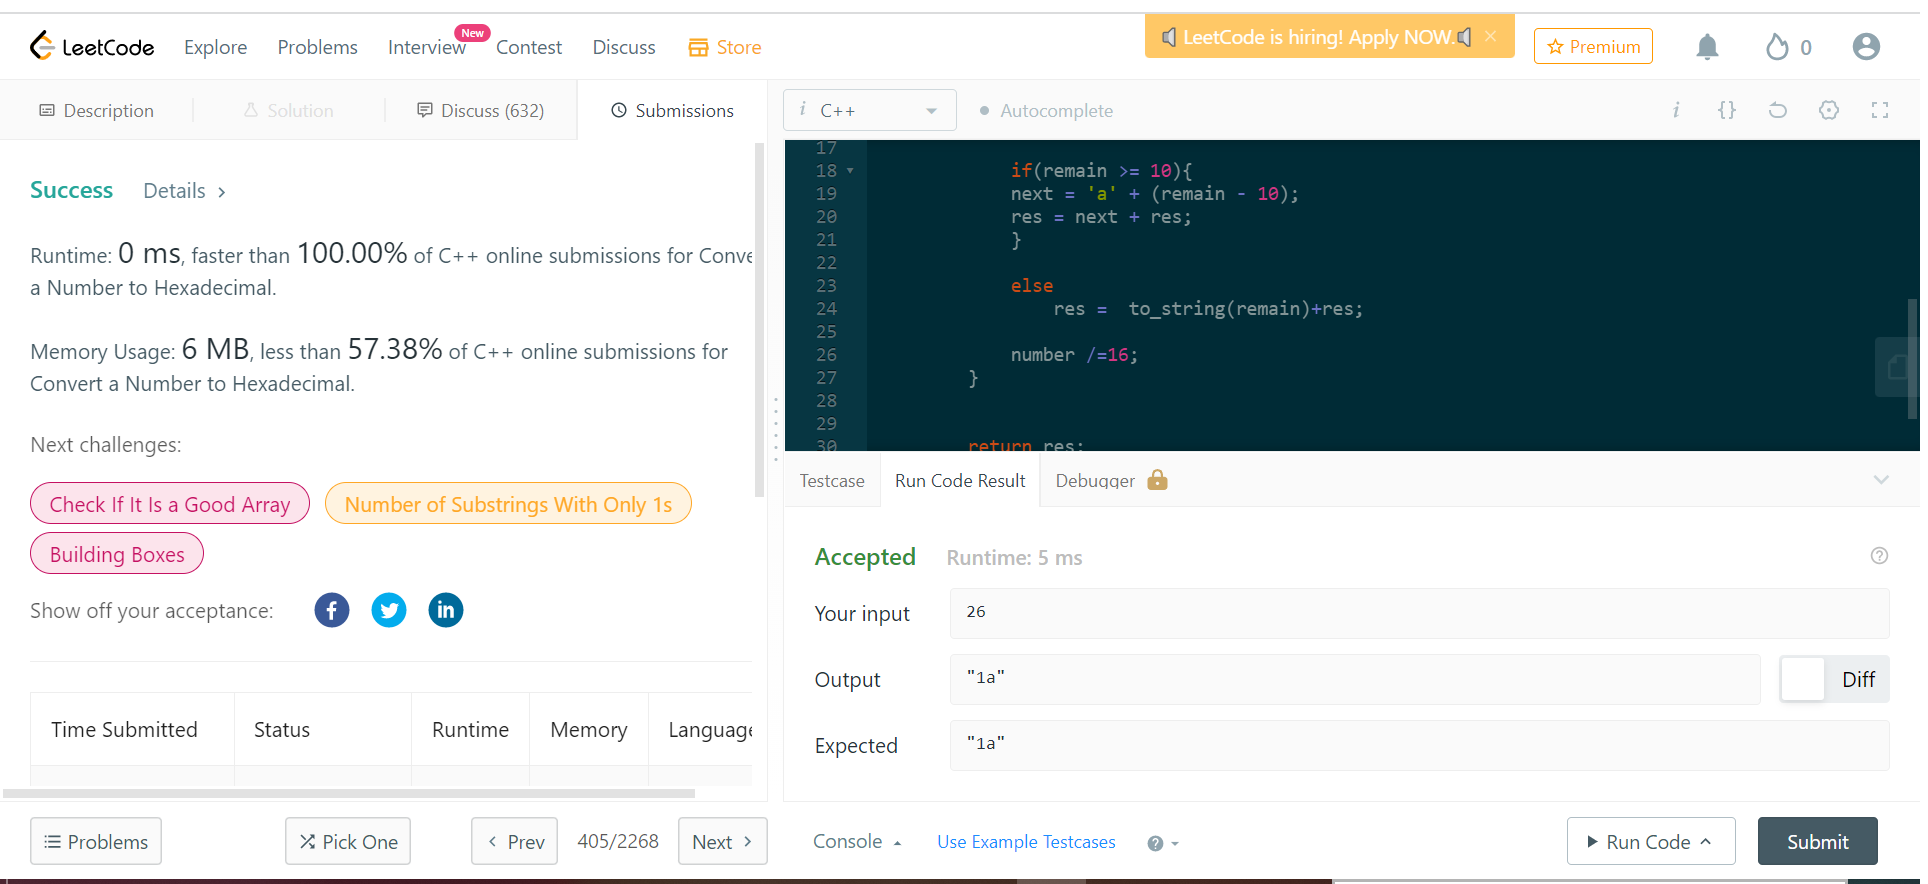 LeetCode Explore Problems Interview New Contest Discuss Store LeetCode is hiring! Apply NOW. × Premium 0
Description Solution Discuss (632) Submissions
i C++ Autocomplete i {}
Success Details >
Runtime: 0 ms, faster than 100.00% of C++ online submissions for Conve
a Number to Hexadecimal.
Memory Usage: 6 MB, less than 57.38% of C++ online submissions for
Convert a Number to Hexadecimal.
Next challenges:
Check If It Is a Good Array Number of Substrings With Only 1s
Building Boxes
Show off your acceptance: f in
Time Submitted Status Runtime Memory Language
17
18 if(remain >= 10){
19 next = 'a' + (remain - 10);
20 res = next + res;
21 }
22
23 else
24 res = to_string(remain)+res;
25
26 number /=16;
27 }
28
29
30 return res;
Testcase Run Code Result Debugger
Accepted Runtime: 5 ms ?
Your input 26
Output "1a" Diff
Expected "1a"
Problems Pick One < Prev 405/2268 Next >
Console Use Example Testcases ? Run Code Submit